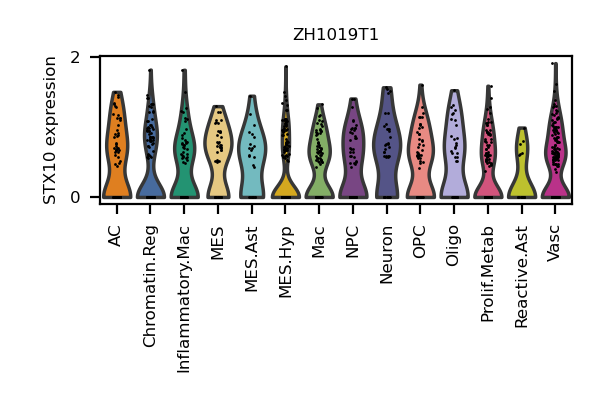 ZH1019T1
STX10 expression
2
0
AC
Chromatin.Reg
Inflammatory.Mac
MES
MES.Ast
MES.Hyp
Mac
NPC
Neuron
OPC
Oligo
Prolif.Metab
Reactive.Ast
Vasc